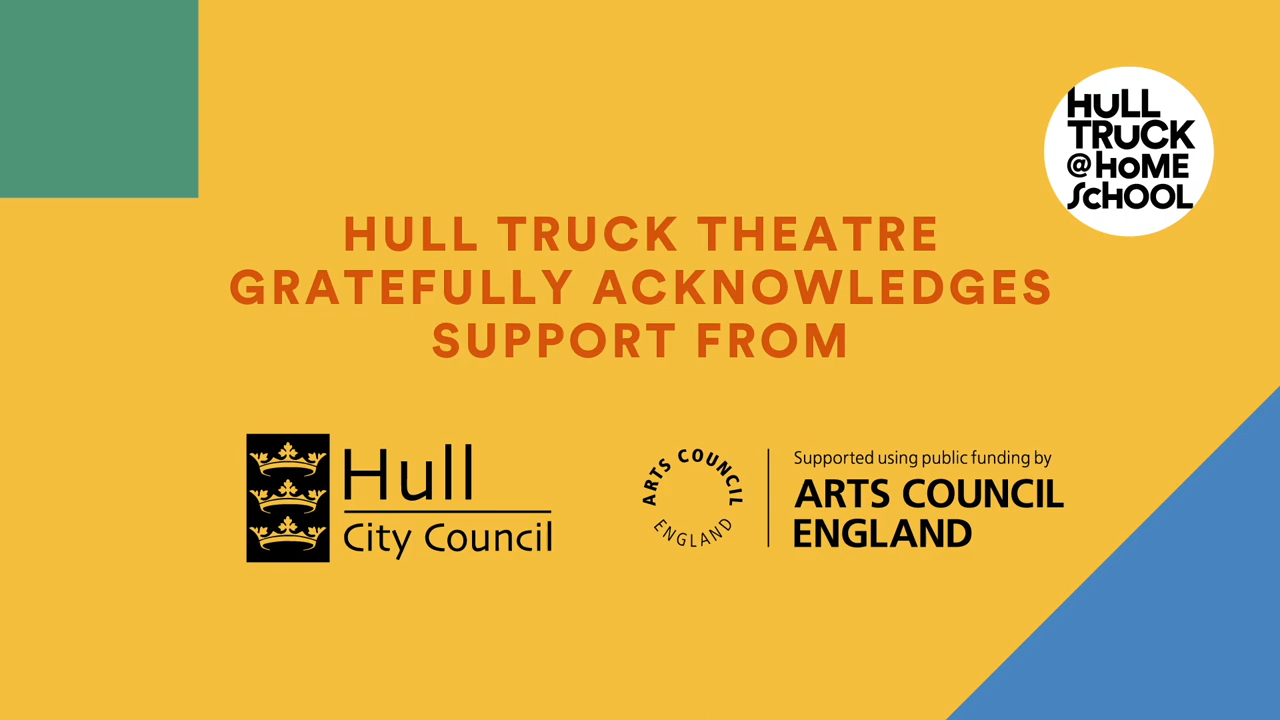 HULL
TRUCK
@HOME
SCHOOL
HULL TRUCK THEATRE
GRATEFULLY ACKNOWLEDGES
SUPPORT FROM
Hull
City Council
ARTS COUNCIL
ENGLAND
Supported using public funding by
ARTS COUNCIL
ENGLAND